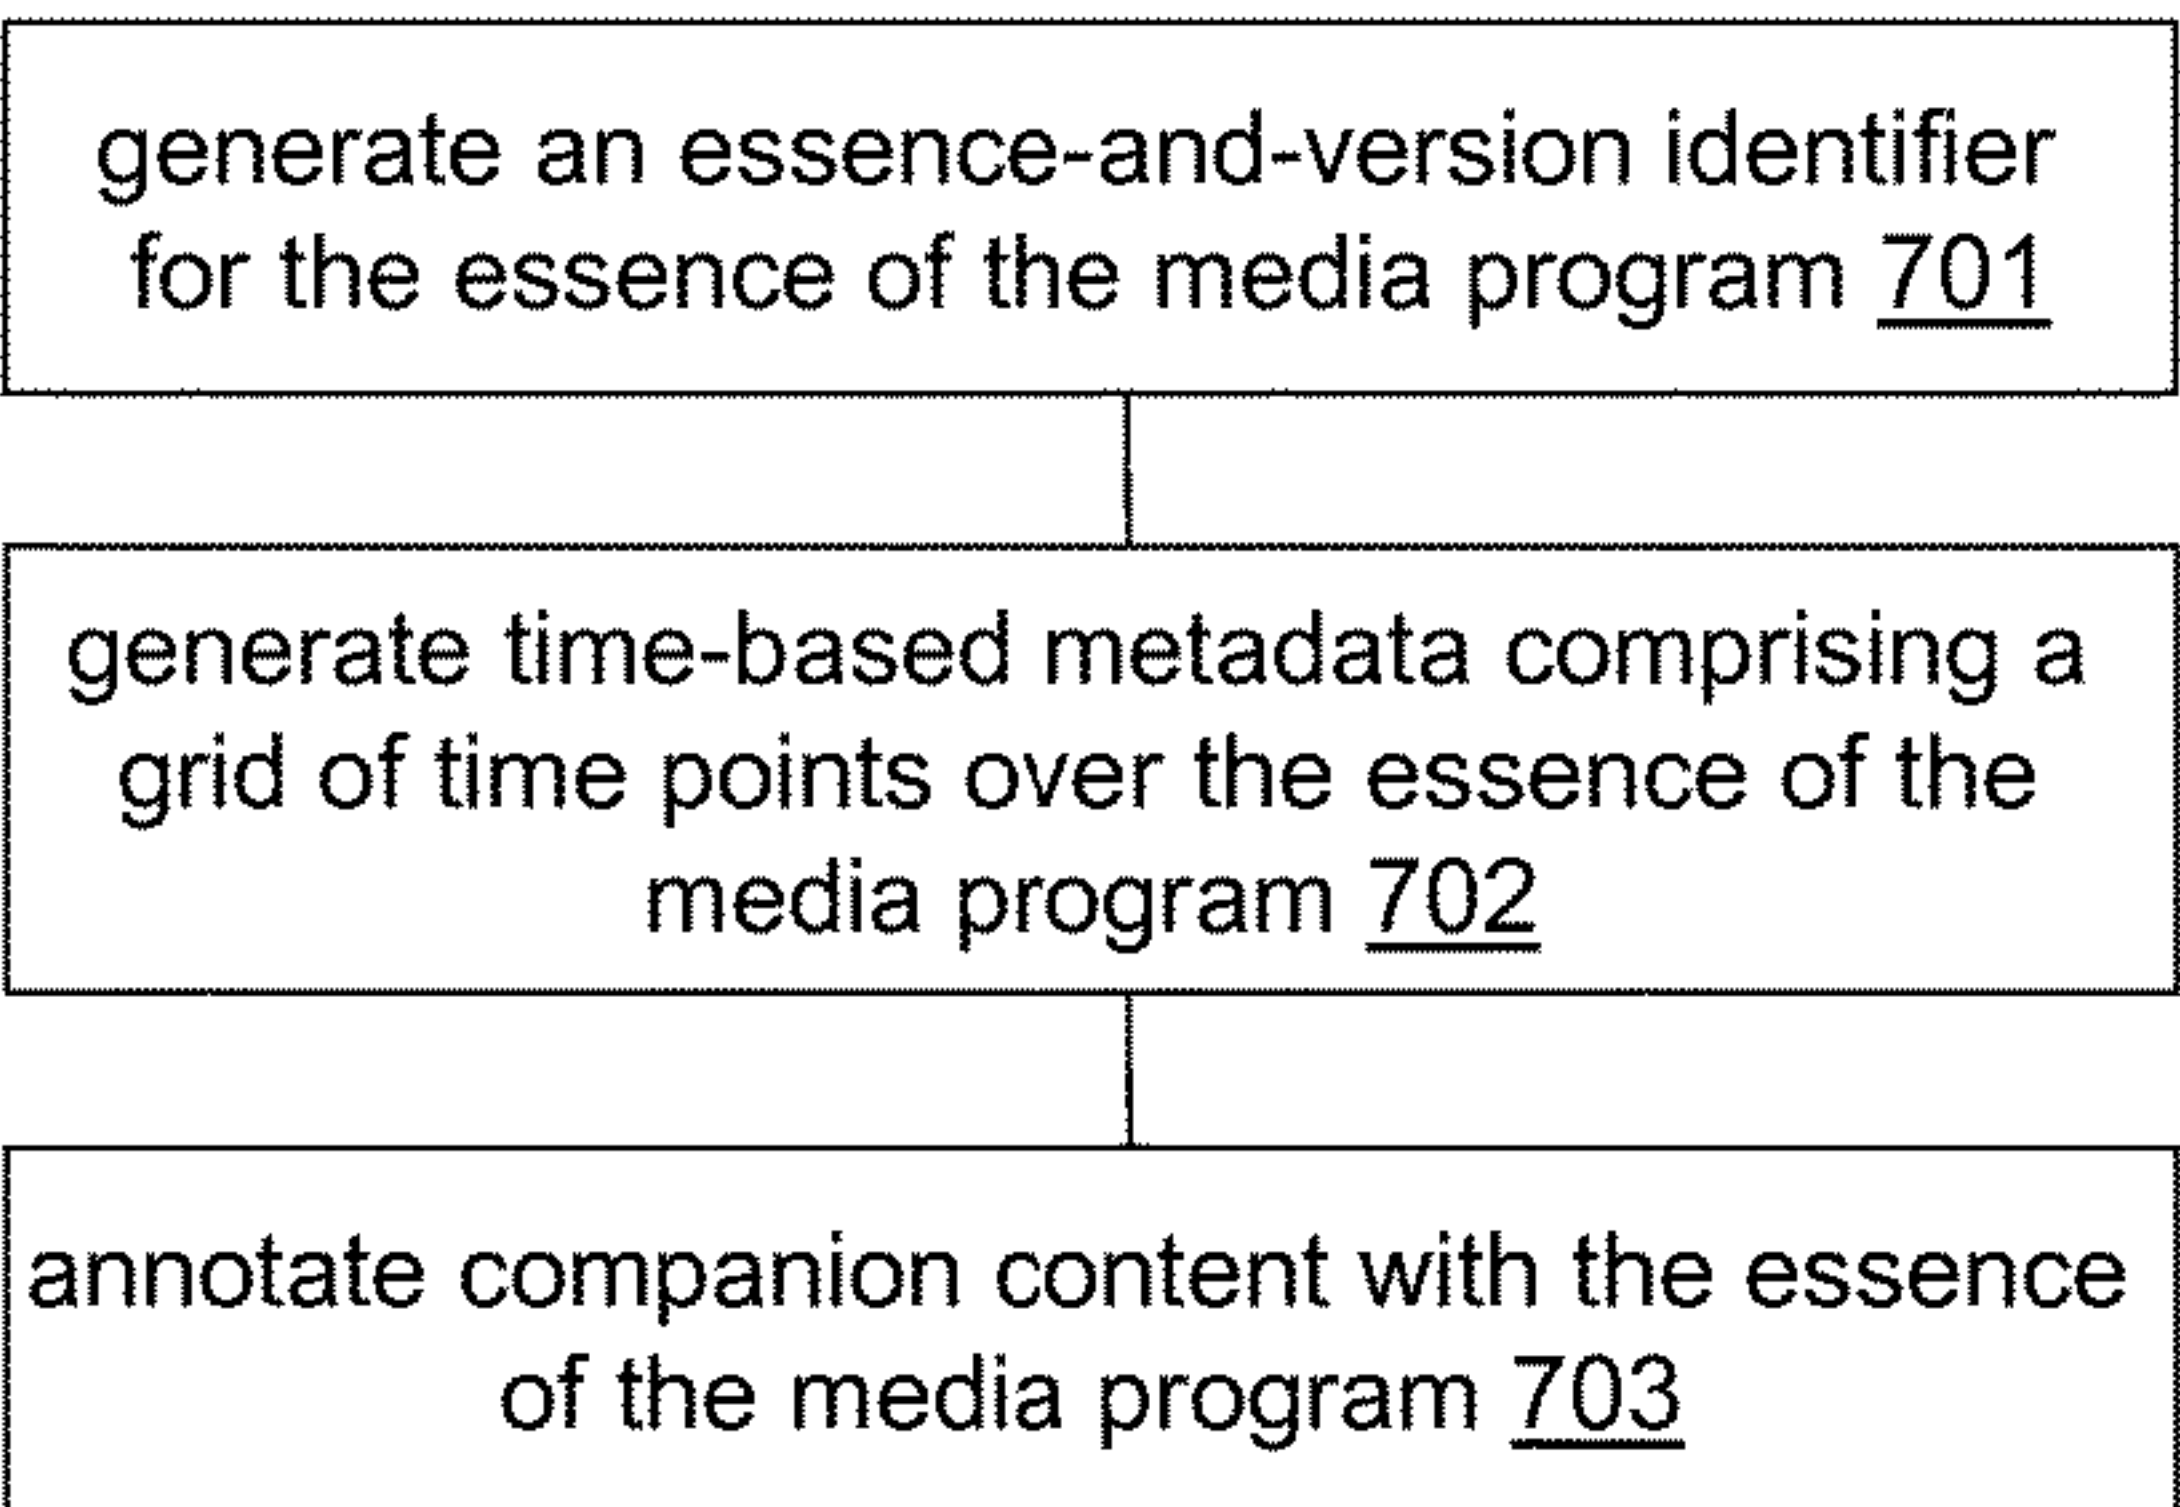 generate an essence-and-version identifier
for the essence of the media program 701
generate time-based metadata comprising a
grid of time points over the essence of the
media program 702
annotate companion content with the essence
of the media program 703